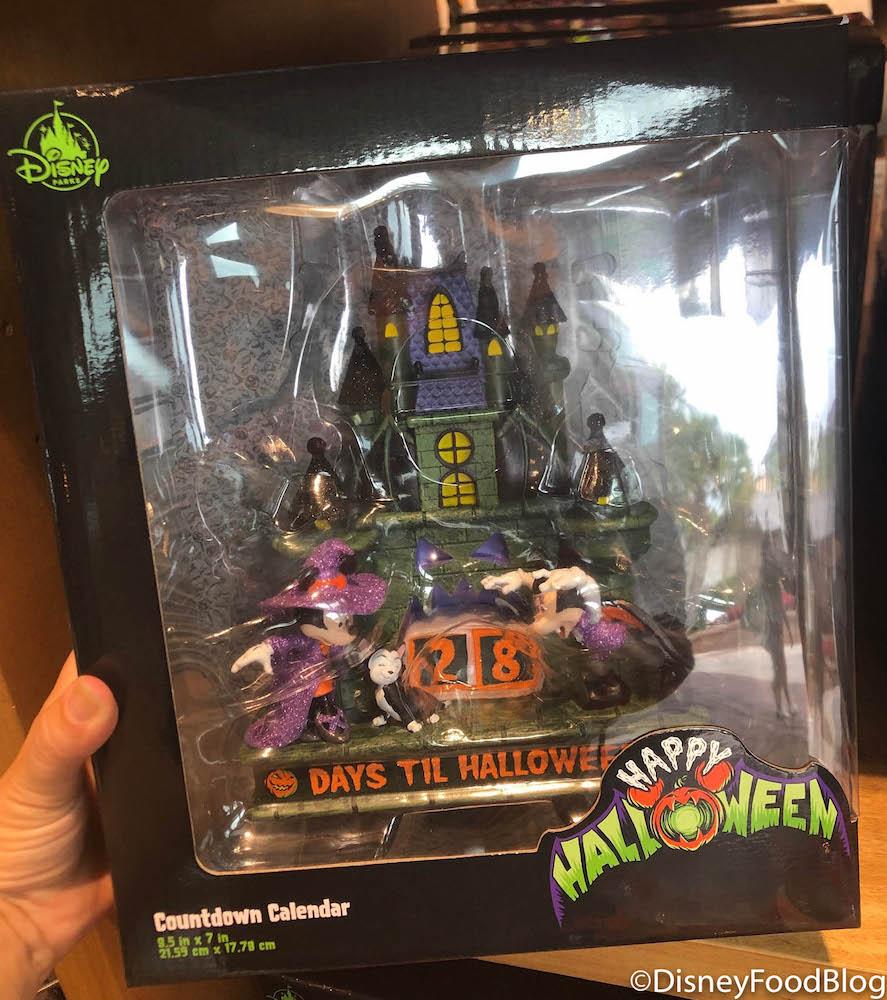 Disney
PARKS
28
DAYS TIL HALLOWEE
HAPPY
HALLOWEEN
Countdown Calendar
8.5 in x 7 in
21.59 cm x 17.78 cm
©DisneyFoodBlog